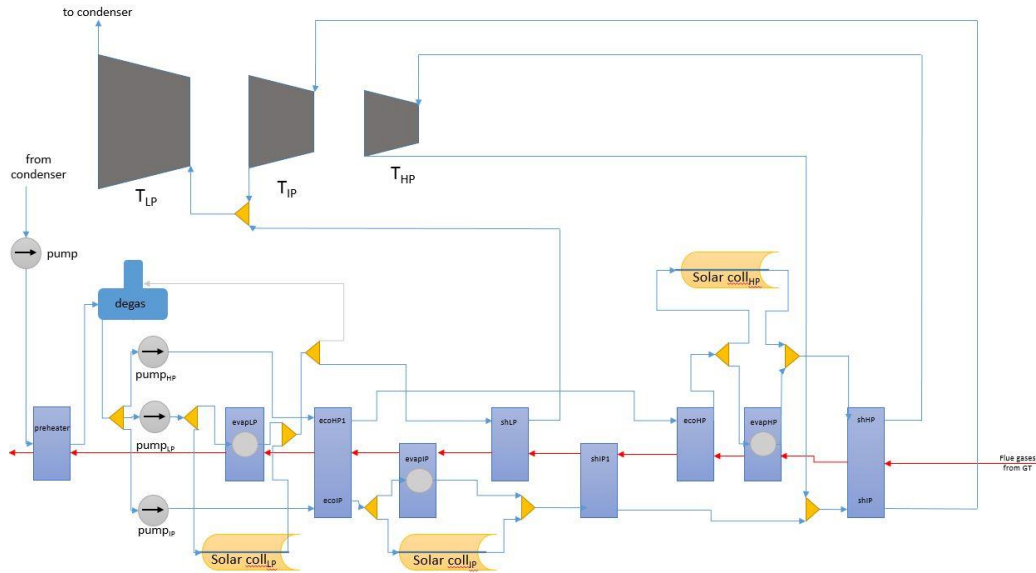 to condenser
from
condenser
T_LP
T_IP
T_HP
pump
degas
Solar coll_HP
pump_HP
pump_LP
pump_IP
preheater
evapLP
ecoHP1
ecoIP
evapIP
shLP
shIP1
ecoHP
evapHP
shHP
shIP
Flue gases
from GT
Solar coll_LP
Solar coll_IP